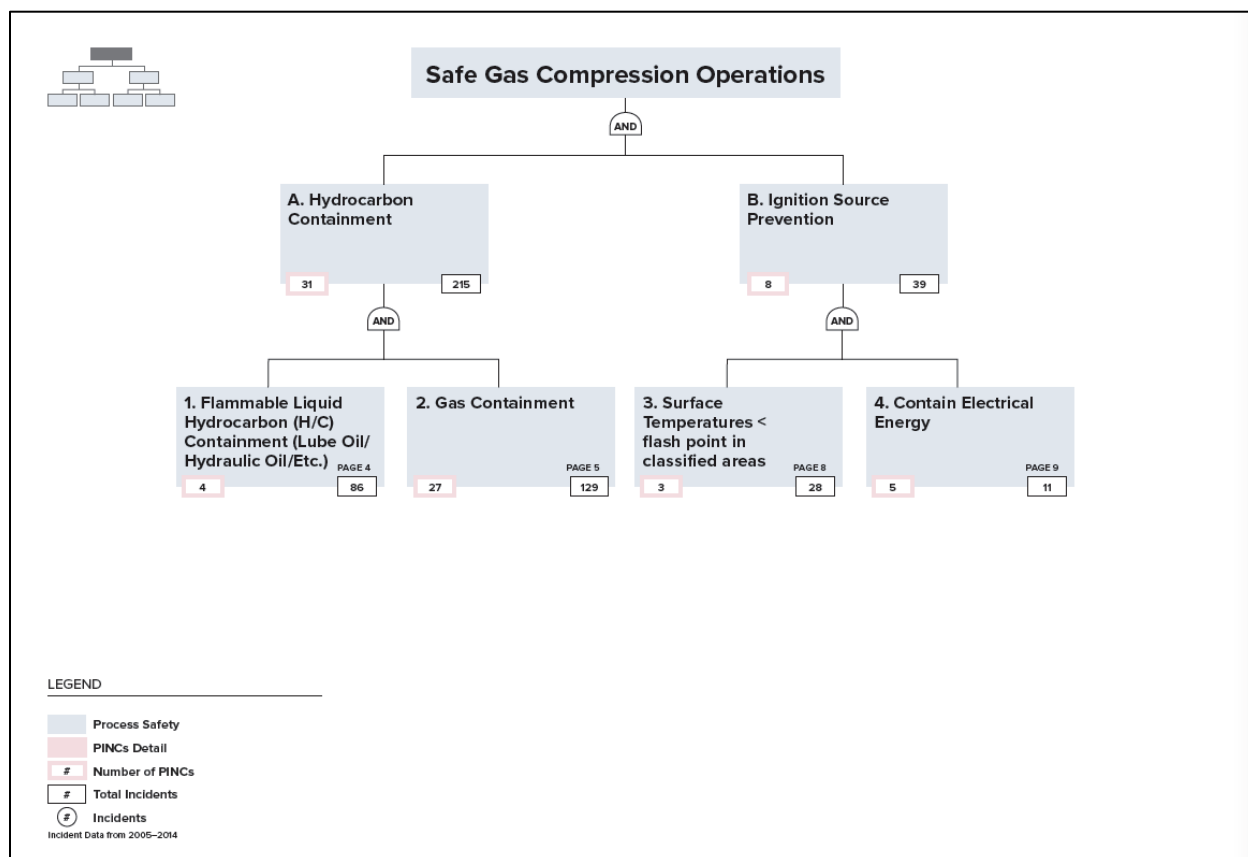 Safe Gas Compression Operations
AND
A. Hydrocarbon
Containment
31
215
B. Ignition Source
Prevention
8
39
AND
AND
1. Flammable Liquid
Hydrocarbon (H/C)
Containment (Lube Oil/
Hydraulic Oil/Etc.)
PAGE 4
4
86
2. Gas Containment
PAGE 5
27
129
3. Surface
Temperatures <
flash point in
classified areas
PAGE 8
3
28
4. Contain Electrical
Energy
PAGE 9
5
11
LEGEND
Process Safety
PINCs Detail
# Number of PINCs
# Total Incidents
# Incidents
Incident Data from 2005–2014